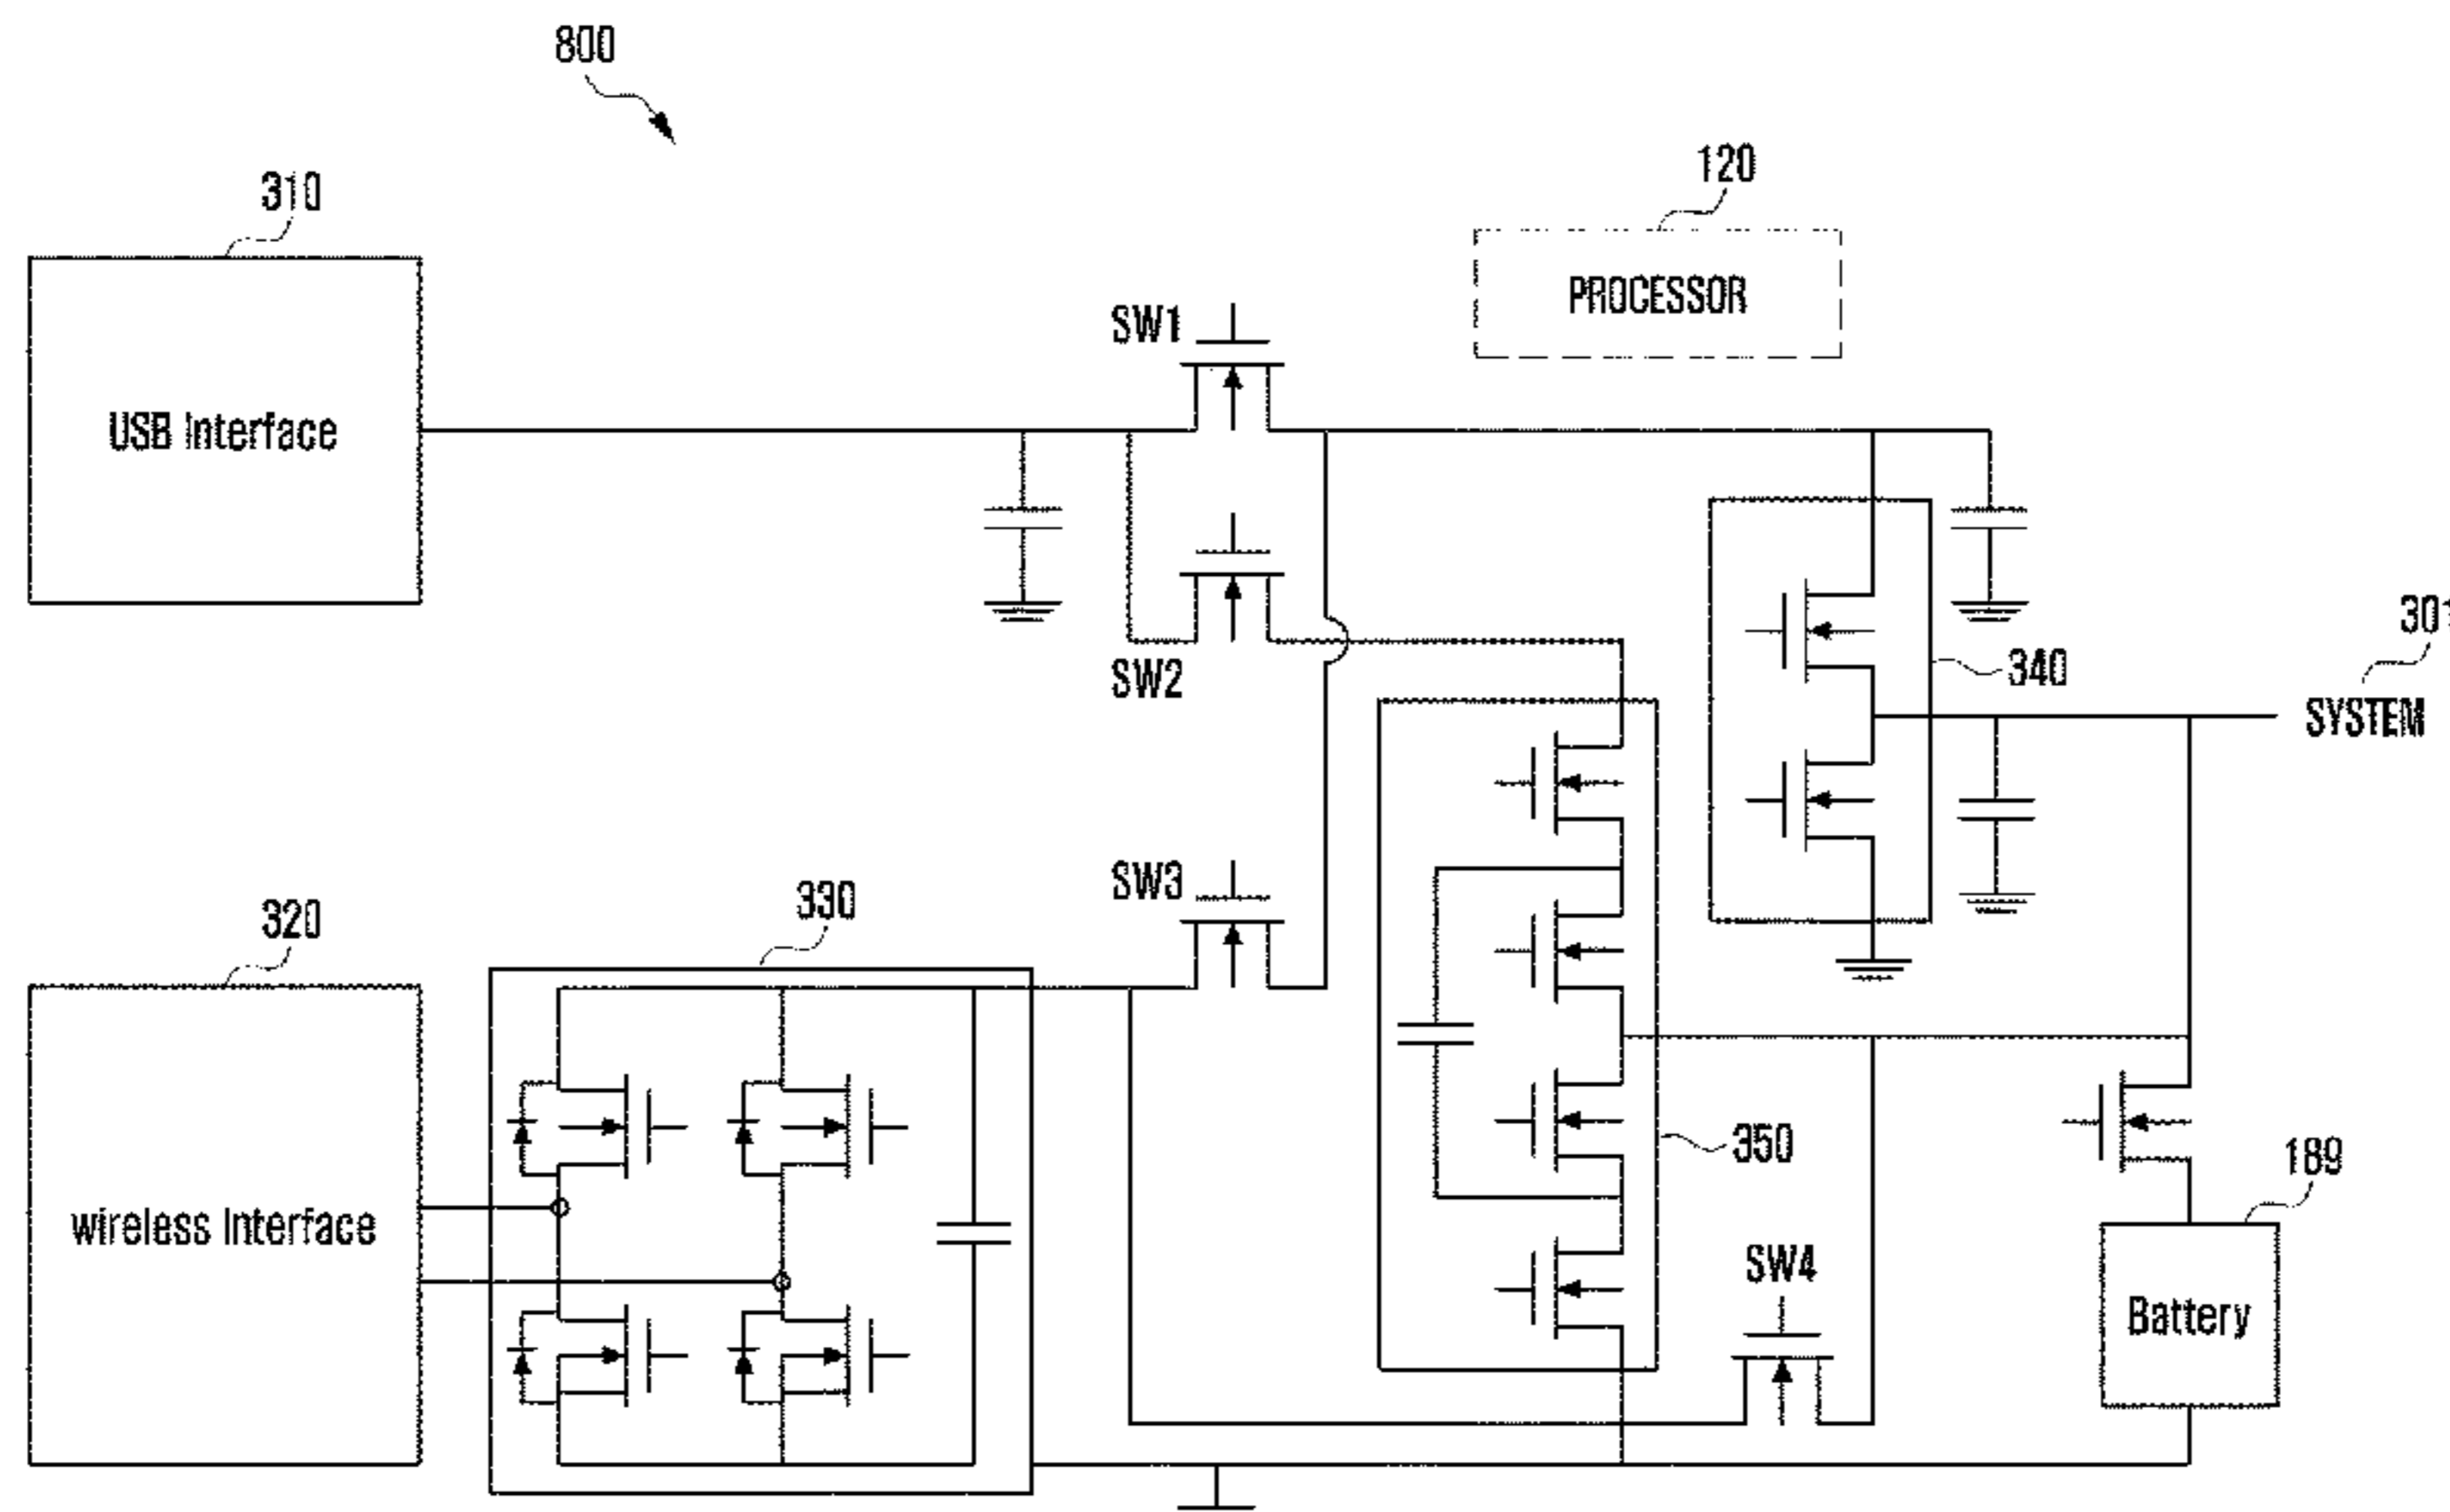 800
310
120
USB Interface
SW1
PROCESSOR
SW2
340
301
SYSTEM
SW3
320
330
wireless Interface
350
SW4
189
Battery